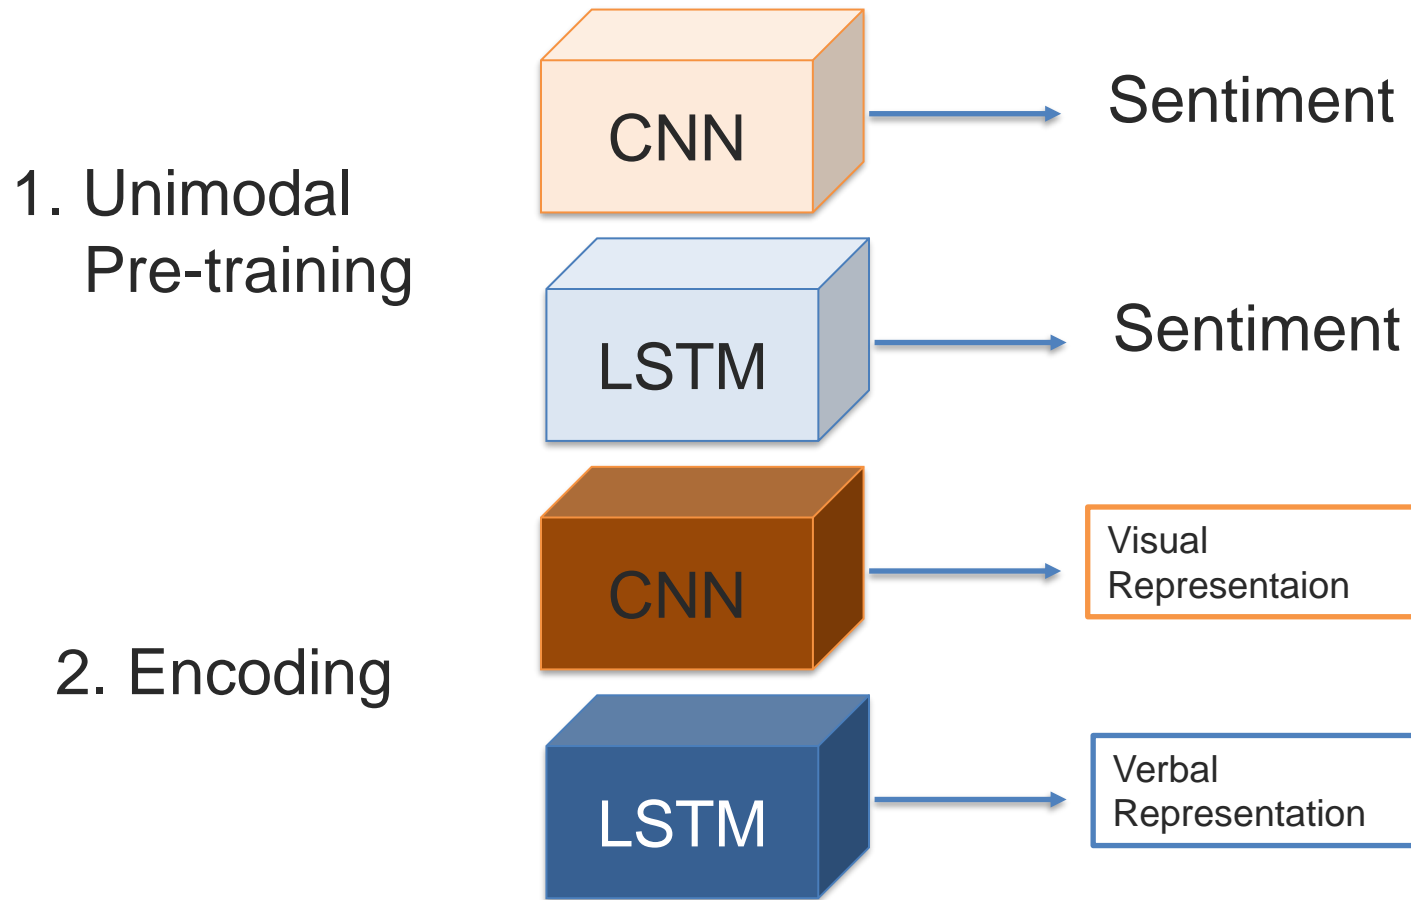 1. Unimodal
Pre-training
CNN
Sentiment
LSTM
Sentiment
2. Encoding
CNN
Visual
Representaion
LSTM
Verbal
Representation